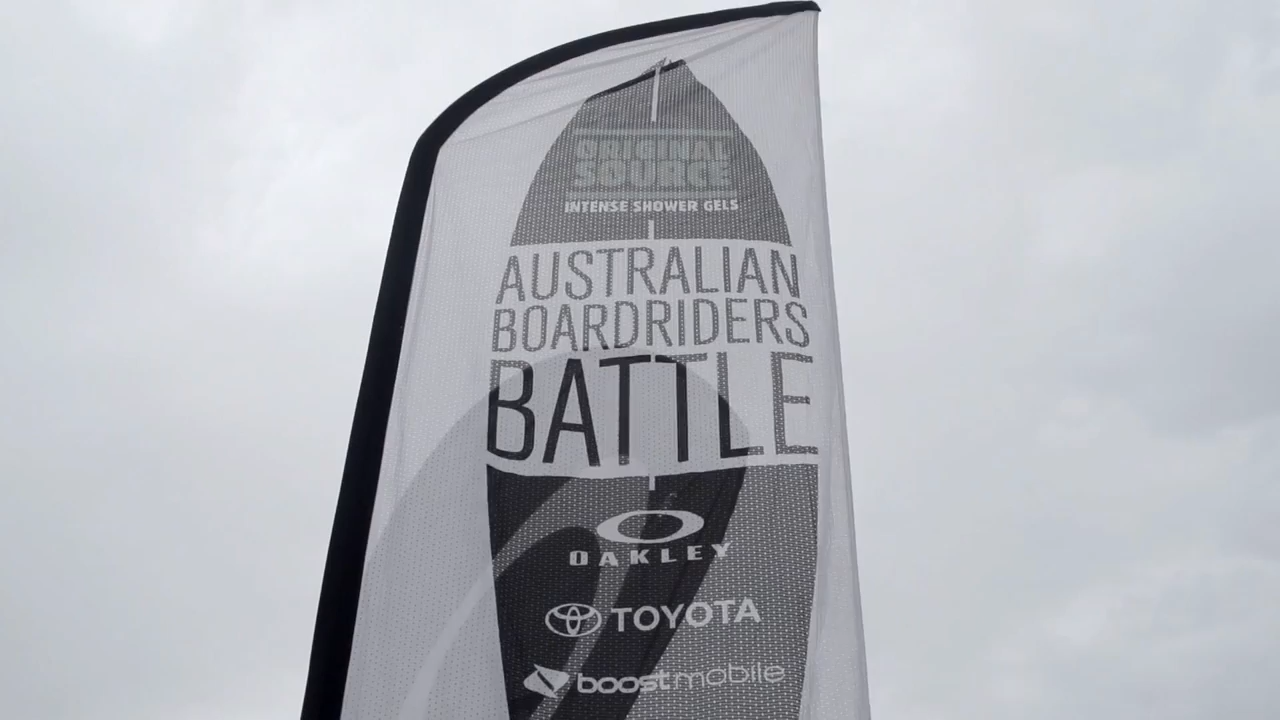 ORIGINAL
SOURCE
INTENSE SHOWER GELS
AUSTRALIAN
BOARDRIDERS
BATTLE
OAKLEY
TOYOTA
boostmobile